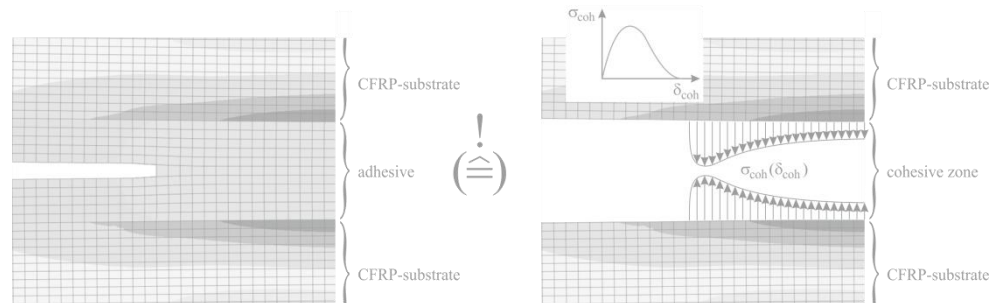 CFRP-substrate
adhesive
CFRP-substrate
!
(≙)
σcoh
δcoh
CFRP-substrate
σcoh(δcoh)
cohesive zone
CFRP-substrate